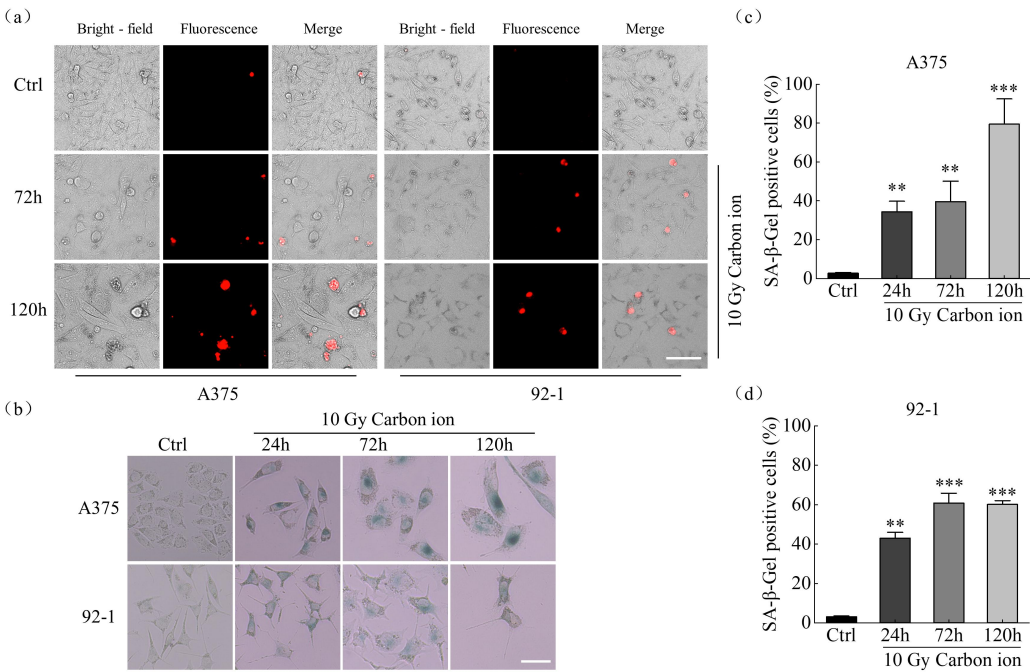 (a)
Bright - field Fluorescence Merge Bright - field Fluorescence Merge
Ctrl
72h
120h
10 Gy Carbon ion
A375 92-1
(b)
10 Gy Carbon ion
Ctrl 24h 72h 120h
A375
92-1
(c)
A375
SA-β-Gel positive cells (%)
100
80
60
40
20
0
** ** ***
Ctrl 24h 72h 120h
10 Gy Carbon ion
(d)
92-1
SA-β-Gel positive cells (%)
100
80
60
40
20
0
** *** ***
Ctrl 24h 72h 120h
10 Gy Carbon ion